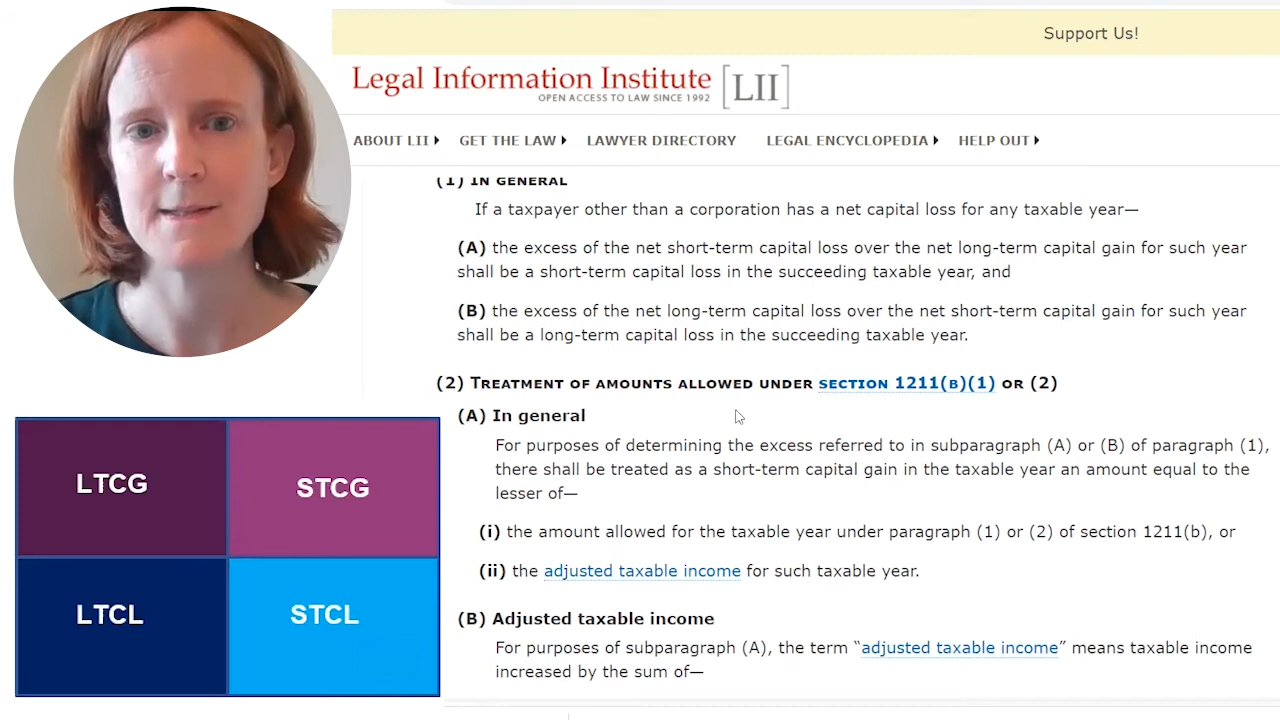 Support Us!
Legal Information Institute [LII]
OPEN ACCESS TO LAW SINCE 1992
ABOUT LII GET THE LAW LAWYER DIRECTORY LEGAL ENCYCLOPEDIA HELP OUT
(1) IN GENERAL
If a taxpayer other than a corporation has a net capital loss for any taxable year—
(A) the excess of the net short-term capital loss over the net long-term capital gain for such year
shall be a short-term capital loss in the succeeding taxable year, and
(B) the excess of the net long-term capital loss over the net short-term capital gain for such year
shall be a long-term capital loss in the succeeding taxable year.
(2) TREATMENT OF AMOUNTS ALLOWED UNDER SECTION 1211(B)(1) OR (2)
(A) In general
For purposes of determining the excess referred to in subparagraph (A) or (B) of paragraph (1),
there shall be treated as a short-term capital gain in the taxable year an amount equal to the
lesser of—
(i) the amount allowed for the taxable year under paragraph (1) or (2) of section 1211(b), or
(ii) the adjusted taxable income for such taxable year.
(B) Adjusted taxable income
For purposes of subparagraph (A), the term “adjusted taxable income” means taxable income
increased by the sum of—
LTCG STCG
LTCL STCL